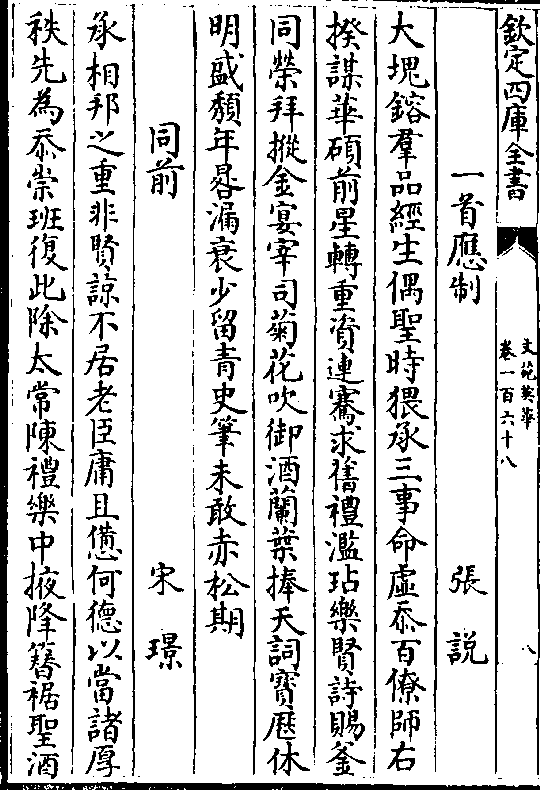 欽定四庫全書
文苑英華
卷一百六十八
八
一首應制
張說
大塊鎔羣品經生偶聖時猥承三事命虛忝百僚師右
揆謀華碩前星轉重資連騫求舊禮濫玷樂賢詩賜釜
同榮拜摐金宴宰司菊花吹御酒蘭葉捧天詞寶厯休
明盛頽年晷漏衰少留青史筆未敢赤松期
同前
宋璟
承相邦之重非賢諒不居老臣庸且憊何德以當諸厚
秩先為忝崇班復此除太常陳禮樂中掖降簪裾聖酒